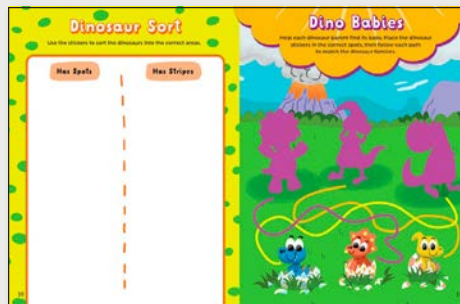 Dinosaur Sort
Use the stickers to sort the dinosaurs into the correct areas.
Has Spots
Has Stripes
Dino Babies
Help each dinosaur parent find its baby. Place the dinosaur
stickers in the correct spots, then follow each path
to match the dinosaur families.